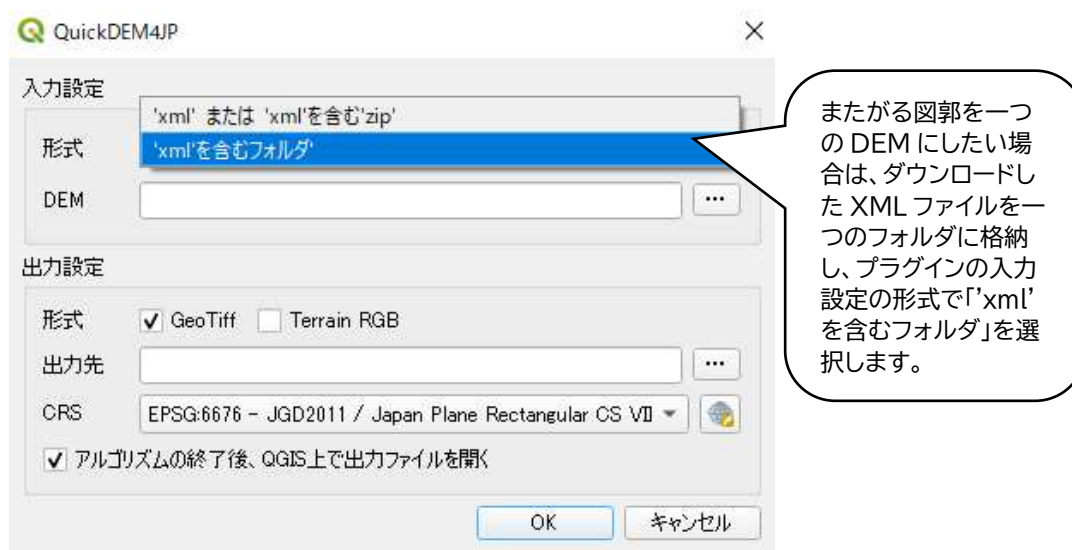 QuickDEM4JP
入力設定
'xml' または 'xml'を含む'zip'
形式
'xml'を含むフォルダ'
DEM
...
出力設定
形式 GeoTiff Terrain RGB
出力先
...
CRS EPSG:6676 - JGD2011 / Japan Plane Rectangular CS VII
アルゴリズムの終了後、QGIS上で出力ファイルを開く
OK キャンセル
またがる図郭を一つ
の DEM にしたい場
合は、ダウンロードし
た XML ファイルを一
つのフォルダに格納
し、プラグインの入力
設定の形式で「’xml’
を含むフォルダ」を選
択します。